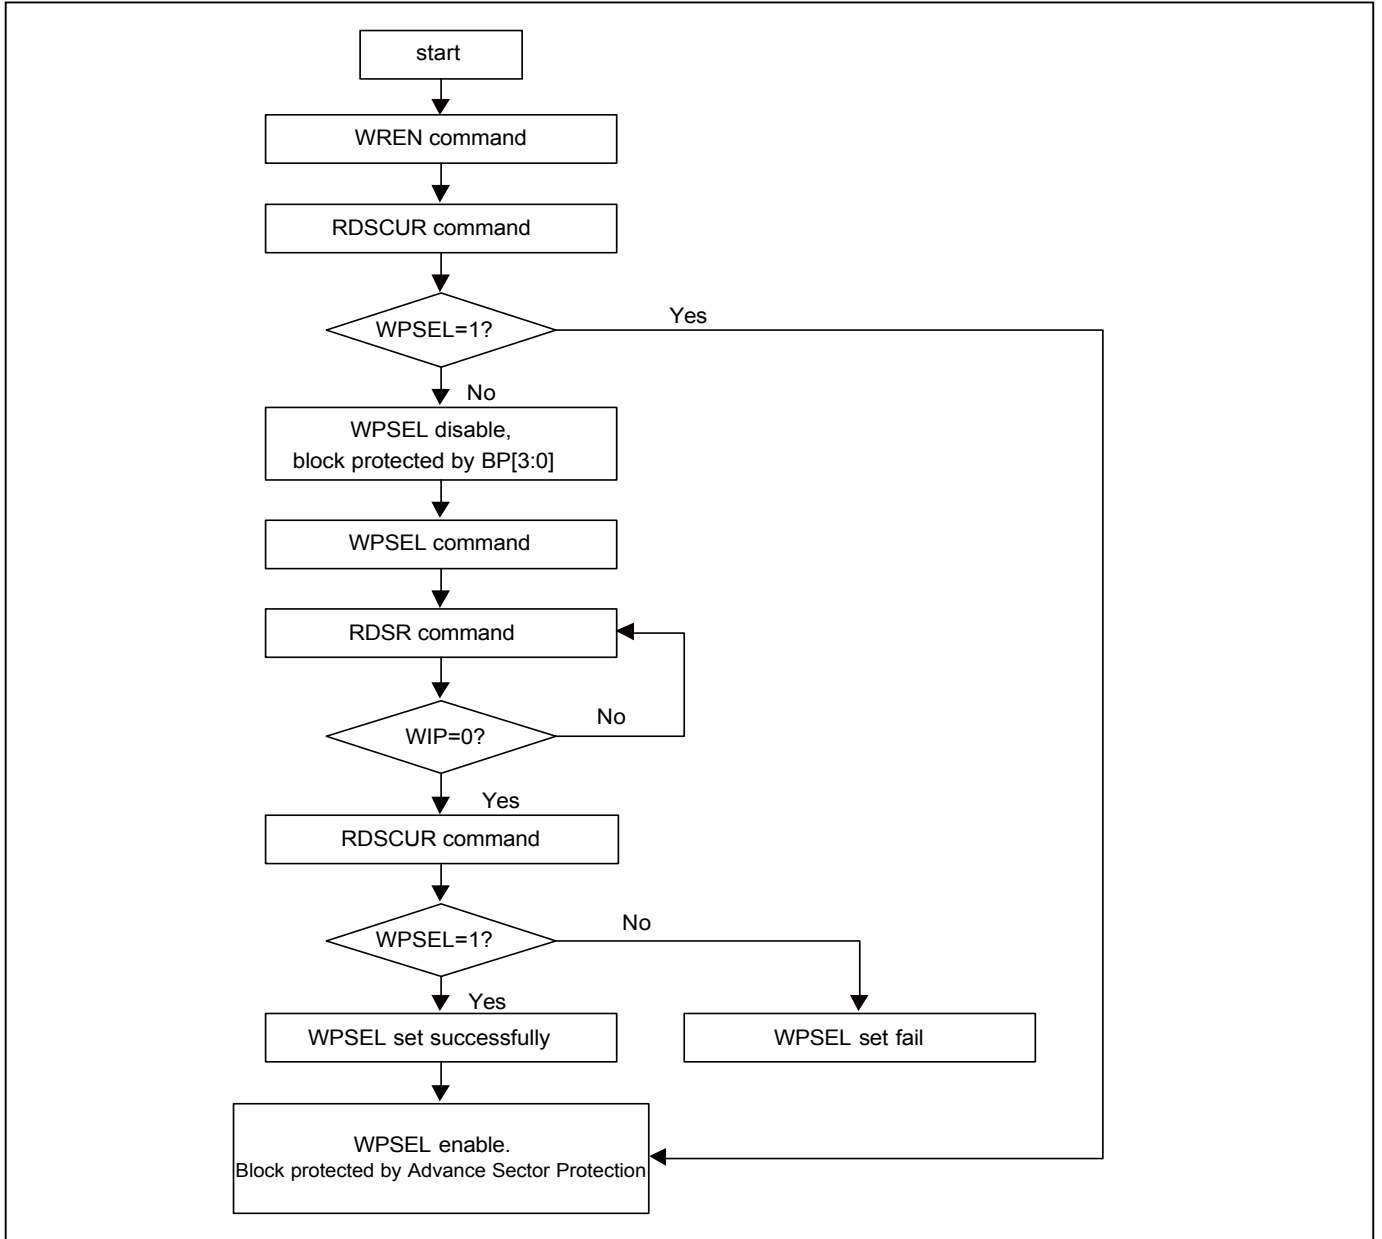 start
WREN command
RDSCUR command
WPSEL=1?
Yes
No
WPSEL disable,
block protected by BP[3:0]
WPSEL command
RDSR command
WIP=0?
No
Yes
RDSCUR command
WPSEL=1?
No
Yes
WPSEL set successfully
WPSEL set fail
WPSEL enable.
Block protected by Advance Sector Protection